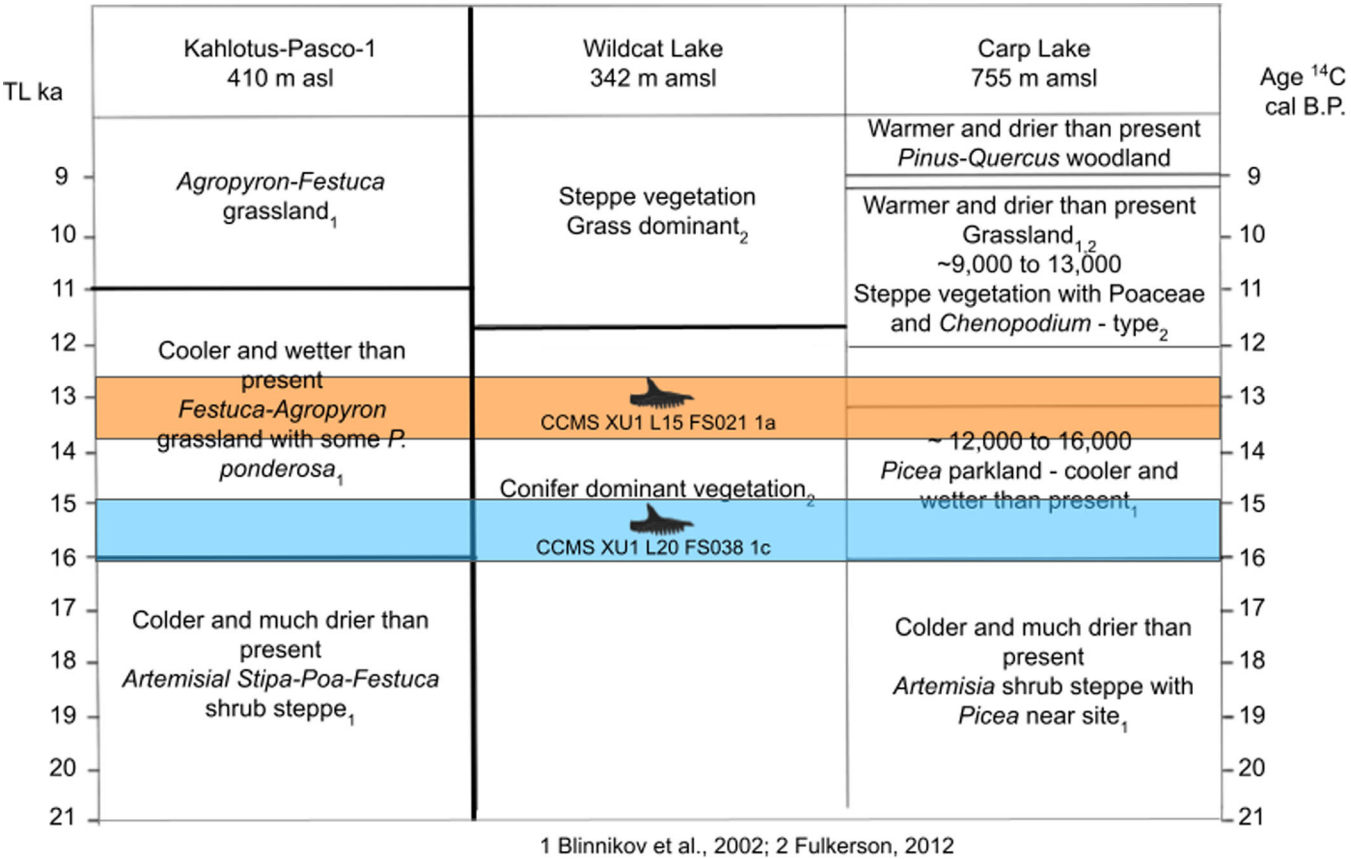 Kahlotus-Pasco-1
410 m asl
Wildcat Lake
342 m amsl
Carp Lake
755 m amsl
TL ka
Age 14C
cal B.P.
9
10
11
12
13
14
15
16
17
18
19
20
21
Agropyron-Festuca
grassland1
Cooler and wetter than
present
Festuca-Agropyron
grassland with some P.
ponderosa1
Colder and much drier than
present
Artemisial Stipa-Poa-Festuca
shrub steppe1
Steppe vegetation
Grass dominant2
CCMS XU1 L15 FS021 1a
Conifer dominant vegetation2
CCMS XU1 L20 FS038 1c
Warmer and drier than present
Pinus-Quercus woodland
Warmer and drier than present
Grassland1,2
~9,000 to 13,000
Steppe vegetation with Poaceae
and Chenopodium - type2
~ 12,000 to 16,000
Picea parkland - cooler and
wetter than present1
Colder and much drier than
present
Artemisia shrub steppe with
Picea near site1
9
10
11
12
13
14
15
16
17
18
19
20
21
1 Blinnikov et al., 2002; 2 Fulkerson, 2012